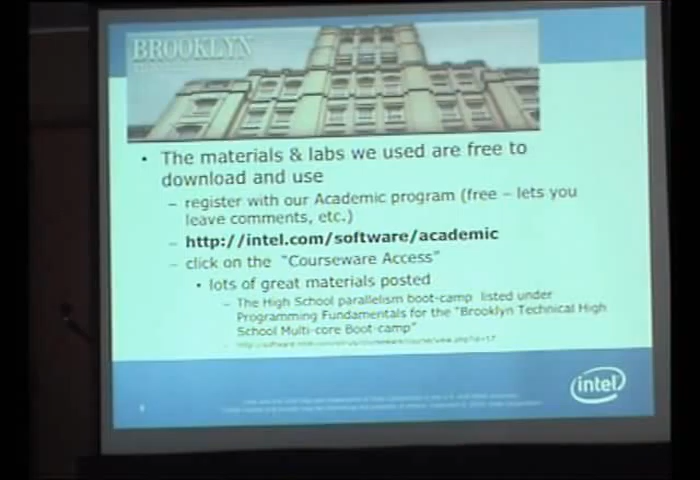 BROOKLYN
• The materials & labs we used are free to
download and use
– register with our Academic program (free – lets you
leave comments, etc.)
– http://intel.com/software/academic
– click on the "Courseware Access"
• lots of great materials posted
– The High School parallelism boot-camp listed under
Programming Fundamentals for the "Brooklyn Technical High
School Multi-core Boot-camp"
intel